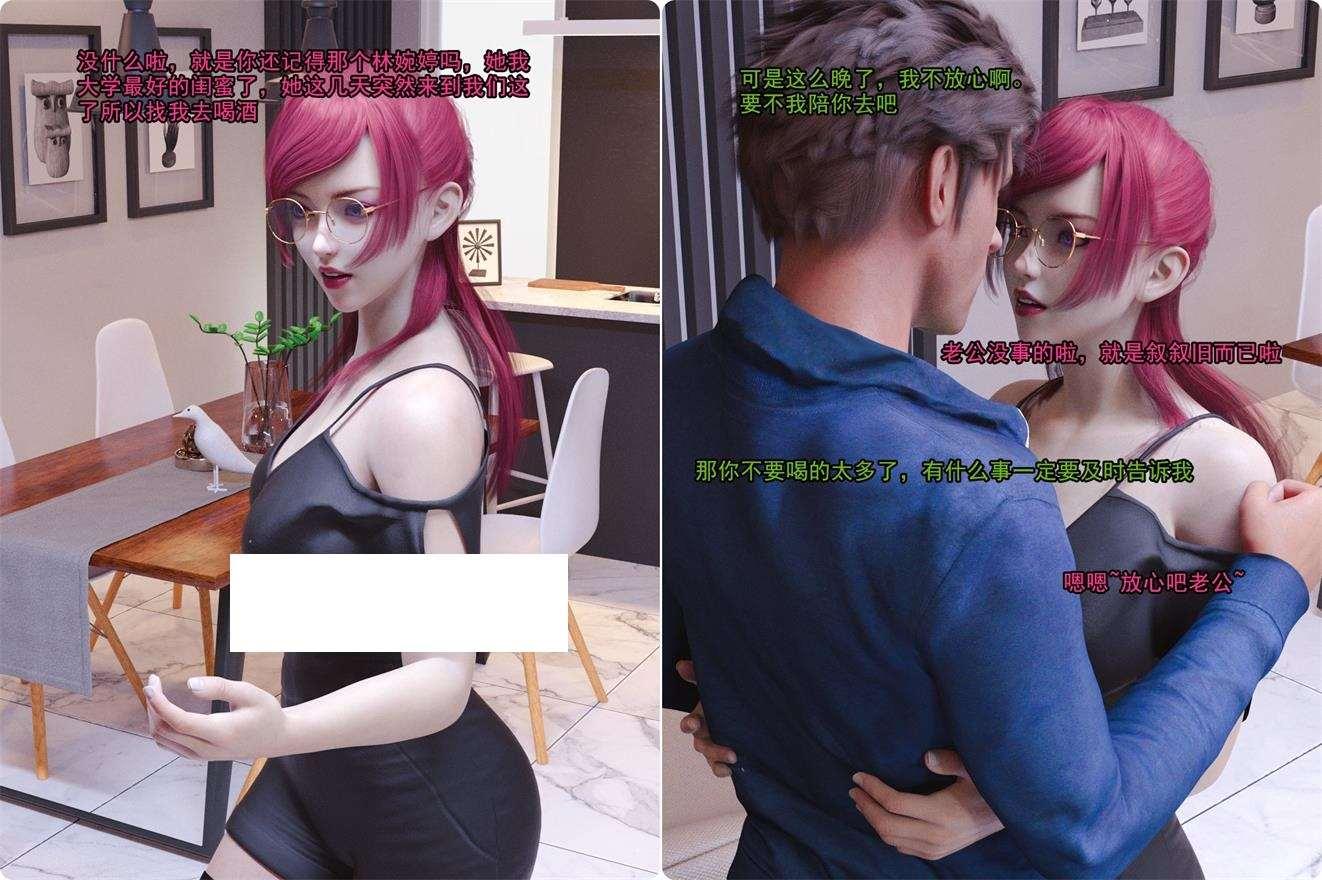 没什么啦，就是你还记得那个林婉婷吗，她我
大学最好的闺蜜了，她这几天突然来到我们这
了所以找我去喝酒
可是这么晚了，我不放心啊。
要不我陪你去吧
老公没事的啦，就是叙叙旧而已啦
那你不要喝的太多了，有什么事一定要及时告诉我
嗯嗯~放心吧老公~